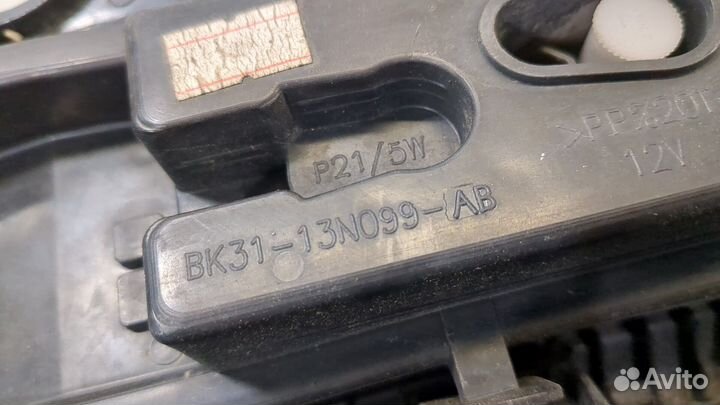 P21/5W
>PP
12V
BK31-13N099-AB
Avito